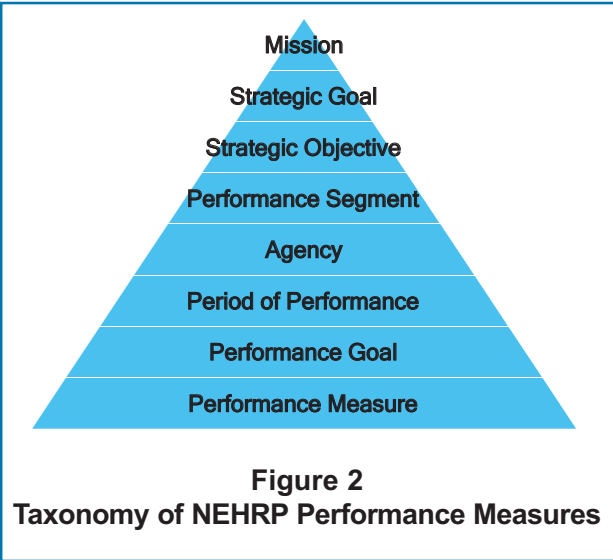 Mission
Strategic Goal
Strategic Objective
Performance Segment
Agency
Period of Performance
Performance Goal
Performance Measure
Figure 2
Taxonomy of NEHRP Performance Measures